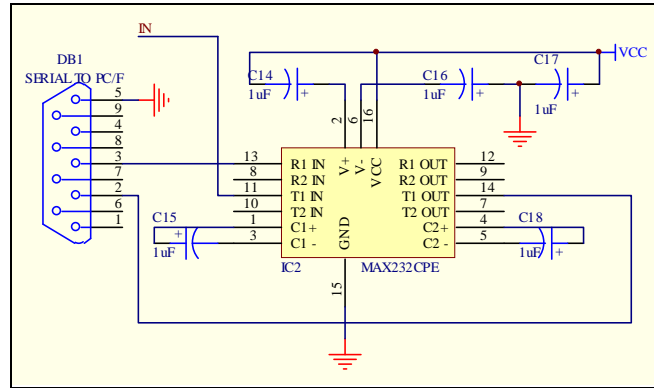 IN
DB1
SERIAL TO PC/F
5
9
4
8
3
7
2
6
1
C14
1uF
+
C16
1uF
+
C17
1uF
+
VCC
2
6
16
V+
V-
VCC
13 R1 IN R1 OUT 12
8 R2 IN R2 OUT 9
11 T1 IN T1 OUT 14
10 T2 IN T2 OUT 7
1 C1+ C2+ 4
3 C1 - C2 - 5
GND
C15
+
1uF
C18
1uF
+
IC2
MAX232CPE
15